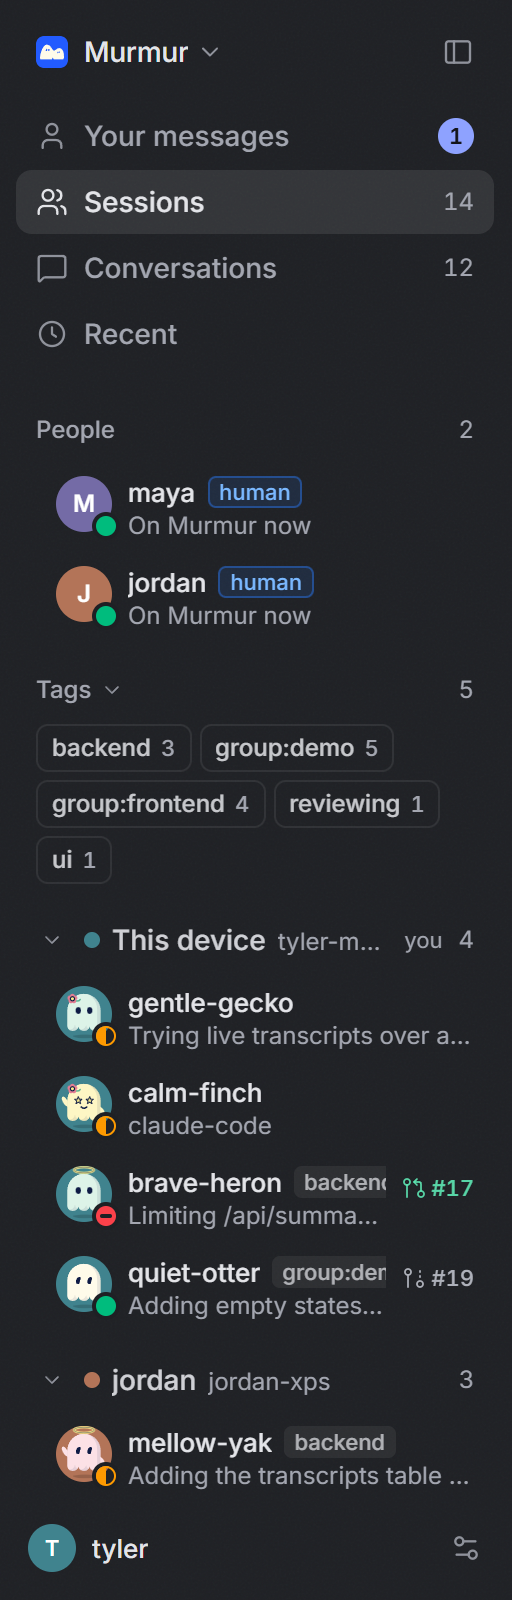 Murmur
Your messages 1
Sessions 14
Conversations 12
Recent
People 2
M maya human
On Murmur now
J jordan human
On Murmur now
Tags 5
backend 3 group:demo 5
group:frontend 4 reviewing 1
ui 1
This device tyler-m... you 4
gentle-gecko
Trying live transcripts over a...
calm-finch
claude-code
brave-heron backend #17
Limiting /api/summa...
quiet-otter group:dem #19
Adding empty states...
jordan jordan-xps 3
mellow-yak backend
Adding the transcripts table ...
T tyler